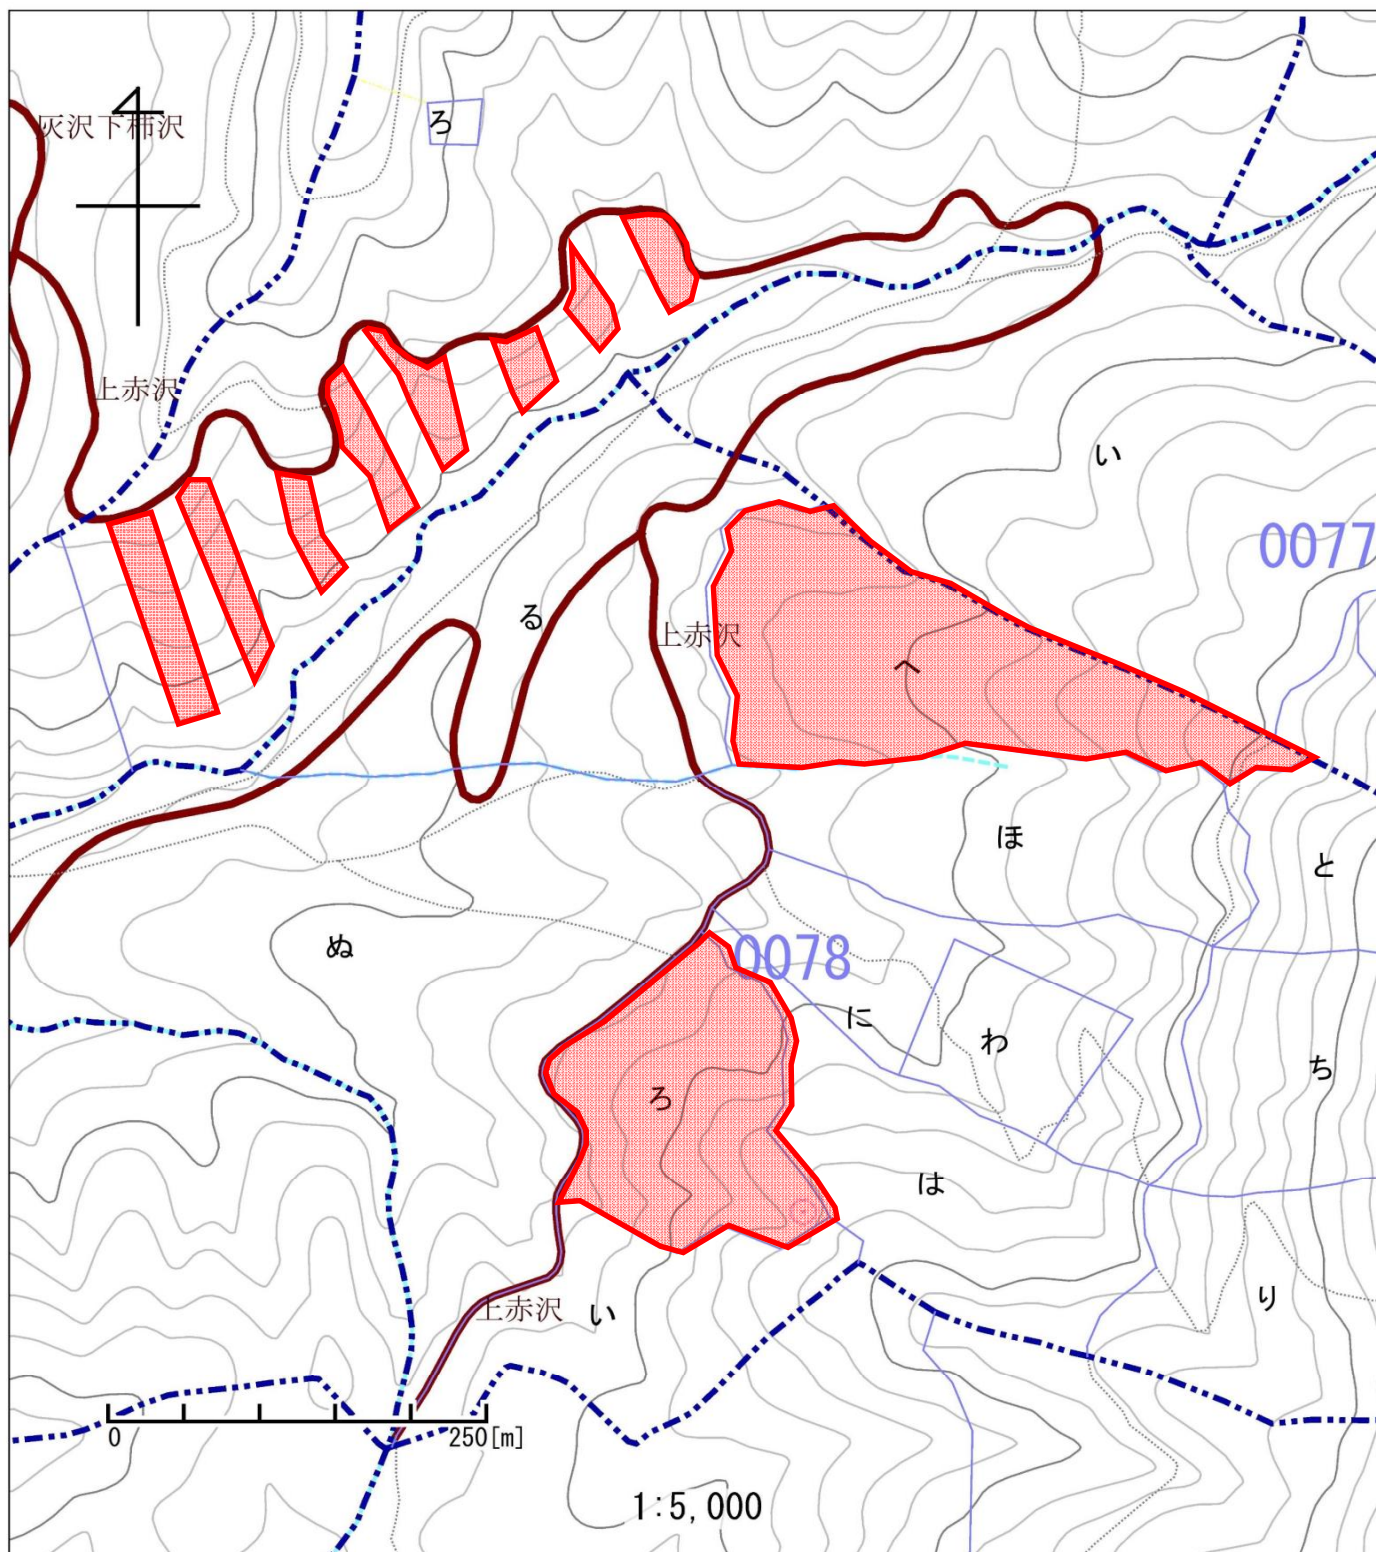 ろ
灰沢下柿沢
上赤沢
い
0077
る
上赤沢
へ
ほ
と
ぬ
0078
に
わ
ち
ろ
は
り
上赤沢
い
0
250[m]
1:5,000